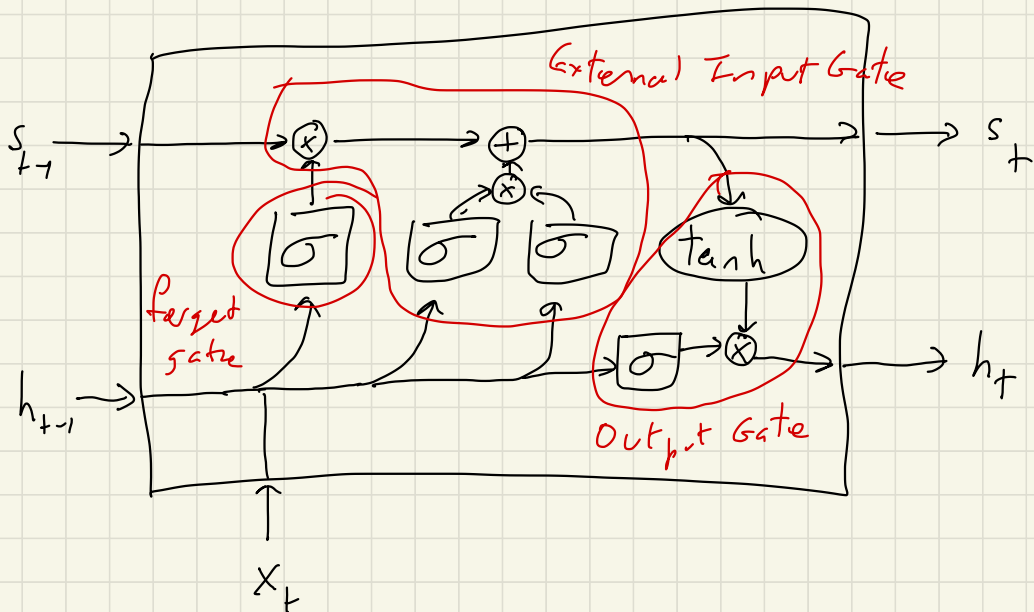 External Input Gate
S t-1
x
+
S t
x
σ
σ
σ
tanh
forget
gate
σ
x
h t-1
h t
Output Gate
x t